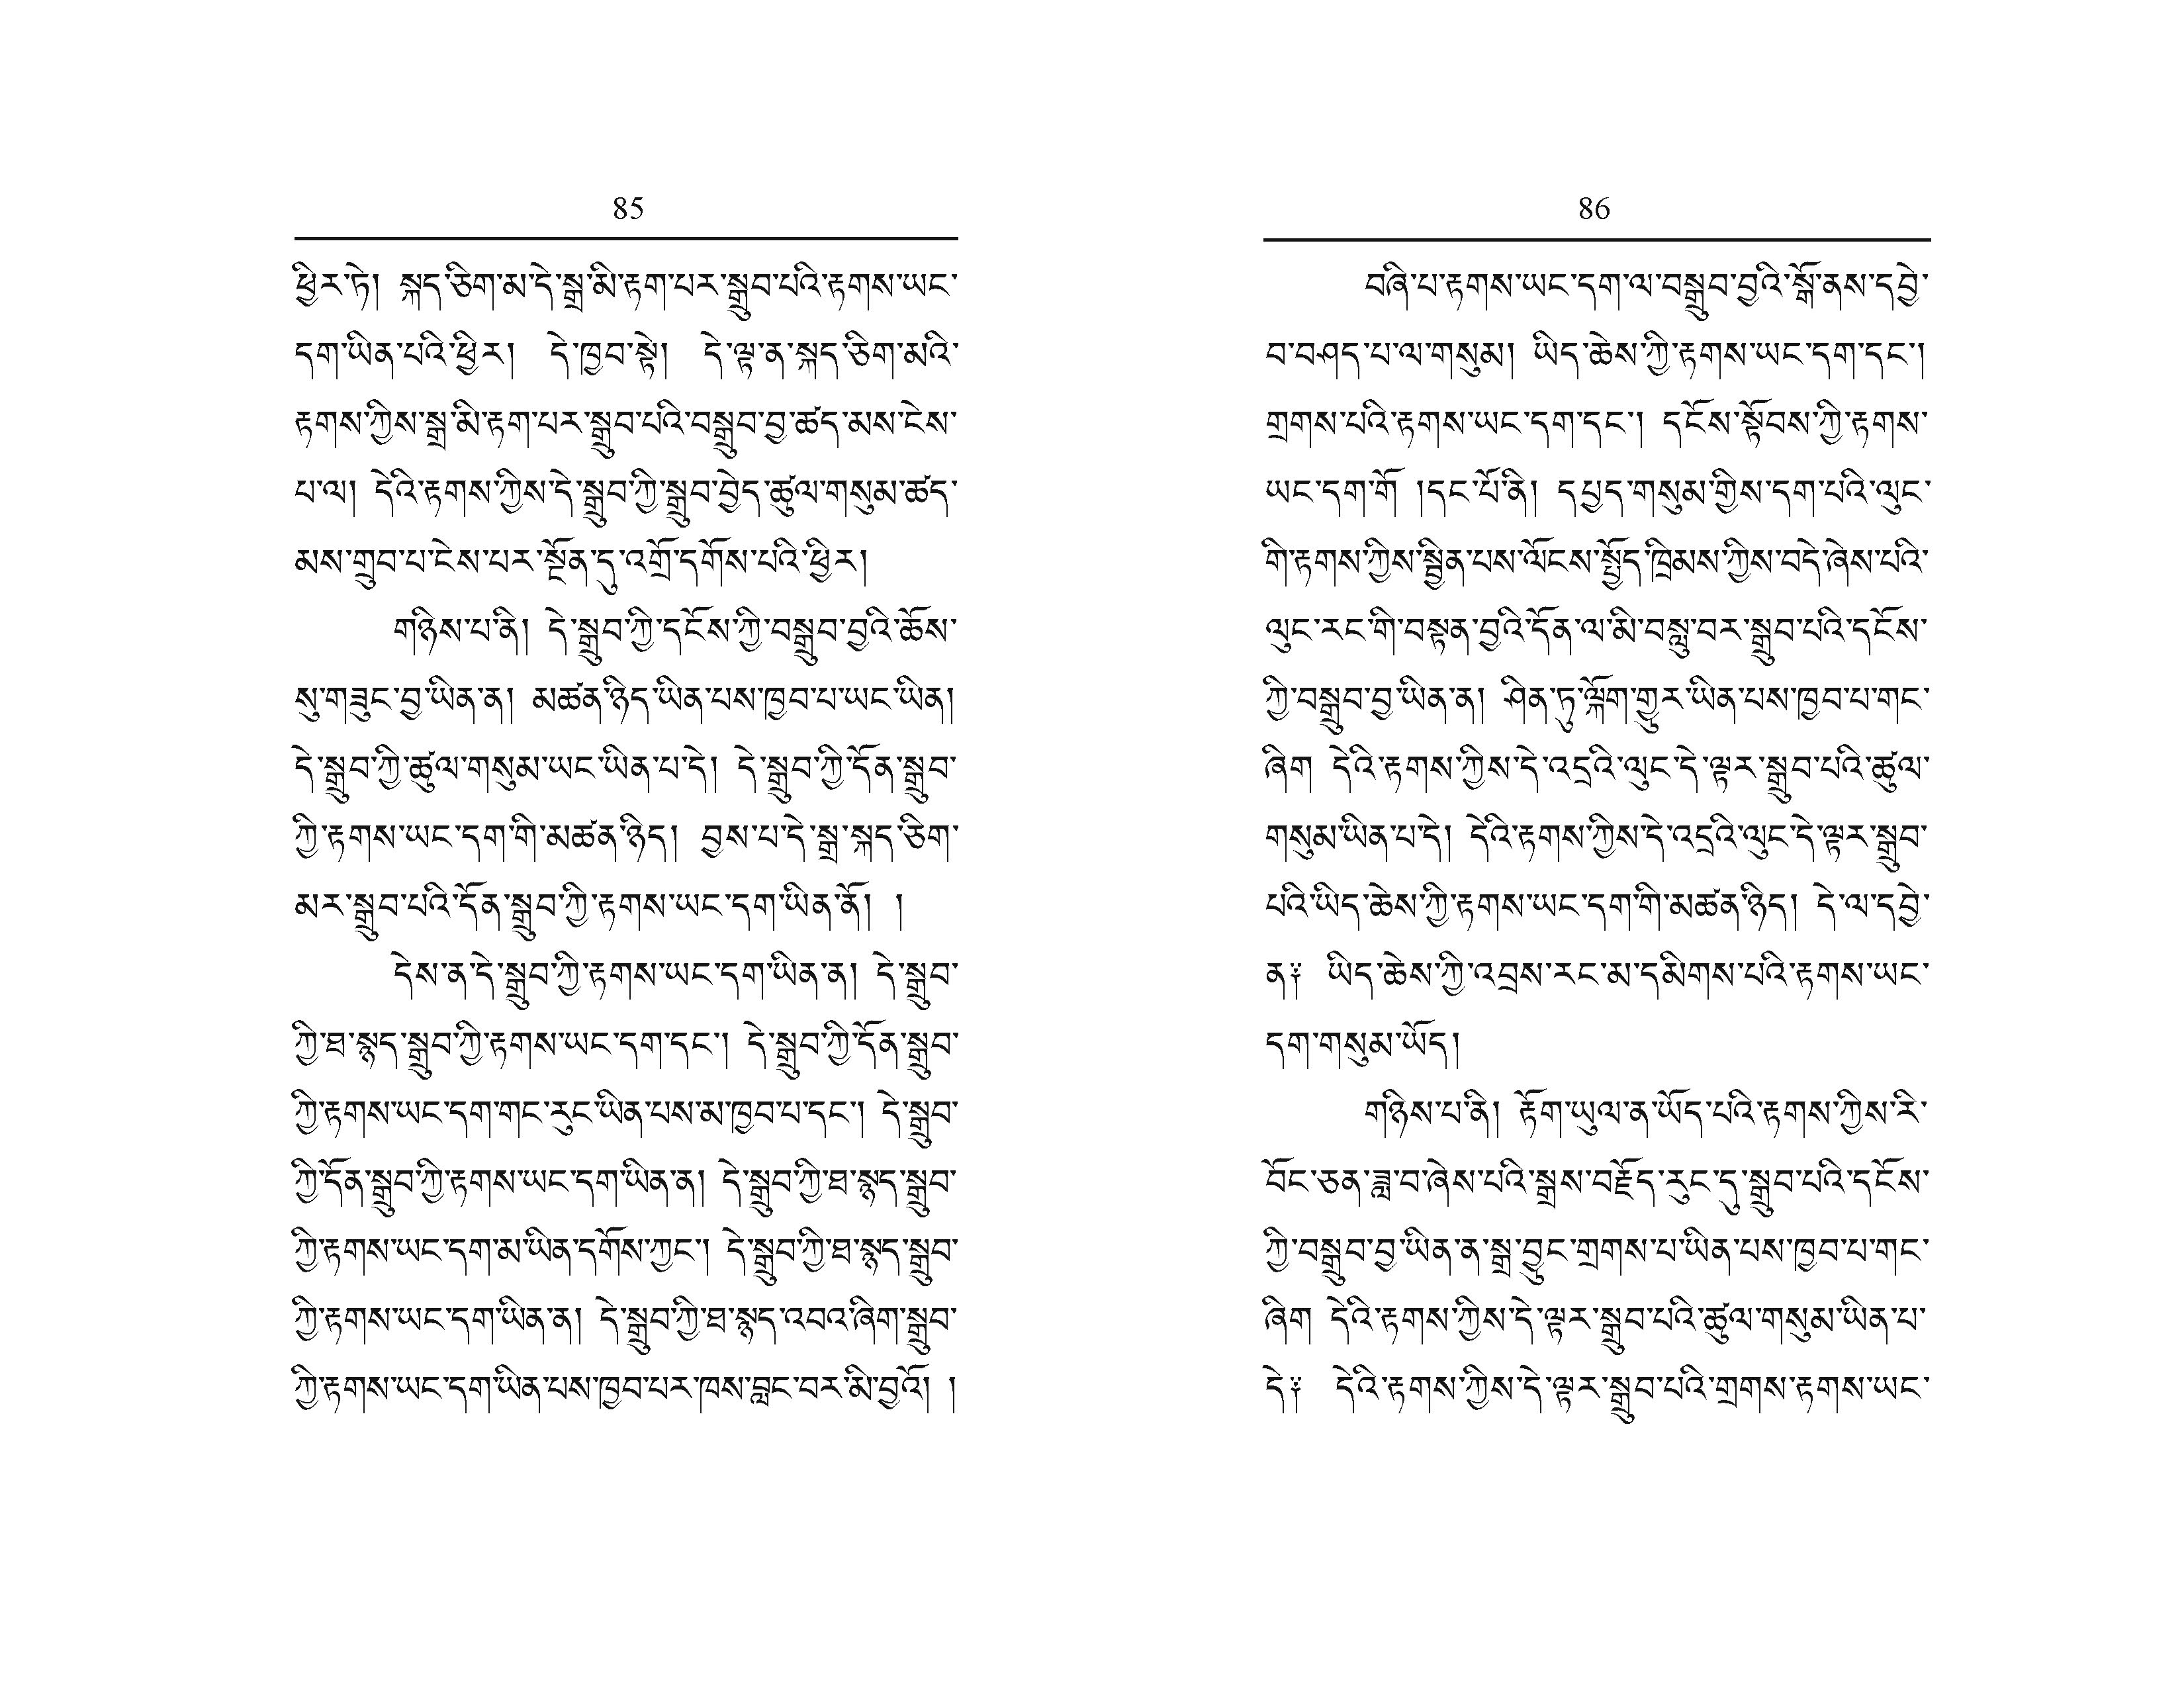 85
ཕྱིར་ཏེ། སྐད་ཅིག་མ་དེ་སྒྲ་མི་རྟག་པར་སྒྲུབ་པའི་རྟགས་ཡང་
དག་ཡིན་པའི་ཕྱིར། དེ་ཁྱབ་སྟེ། དེ་ལྟ་ན་སྐད་ཅིག་མའི་
རྟགས་ཀྱིས་སྒྲ་མི་རྟག་པར་སྒྲུབ་པའི་བསྒྲུབ་བྱ་ཚད་མས་ངེས་
པ་ལ། དེའི་རྟགས་ཀྱིས་དེ་སྒྲུབ་ཀྱི་སྒྲུབ་བྱེད་ཚུལ་གསུམ་ཚད་
མས་གྲུབ་པ་ངེས་པར་སྔོན་དུ་འགྲོ་དགོས་པའི་ཕྱིར།
གཉིས་པ་ནི། དེ་སྒྲུབ་ཀྱི་དངོས་ཀྱི་བསྒྲུབ་བྱའི་ཆོས་
སུ་གཟུང་བྱ་ཡིན་ན། མཚན་ཉིད་ཡིན་པས་ཁྱབ་པ་ཡང་ཡིན།
དེ་སྒྲུབ་ཀྱི་ཚུལ་གསུམ་ཡང་ཡིན་པ་དེ། དེ་སྒྲུབ་ཀྱི་དོན་སྒྲུབ་
ཀྱི་རྟགས་ཡང་དག་གི་མཚན་ཉིད། བྱས་པ་དེ་སྒྲ་སྐད་ཅིག་
མར་སྒྲུབ་པའི་དོན་སྒྲུབ་ཀྱི་རྟགས་ཡང་དག་ཡིན་ནོ། །
དེས་ན་དེ་སྒྲུབ་ཀྱི་རྟགས་ཡང་དག་ཡིན་ན། དེ་སྒྲུབ་
ཀྱི་ཐ་སྙད་སྒྲུབ་ཀྱི་རྟགས་ཡང་དག་དང་། དེ་སྒྲུབ་ཀྱི་དོན་སྒྲུབ་
ཀྱི་རྟགས་ཡང་དག་གང་རུང་ཡིན་པས་མ་ཁྱབ་པ་དང་། དེ་སྒྲུབ་
ཀྱི་དོན་སྒྲུབ་ཀྱི་རྟགས་ཡང་དག་ཡིན་ན། དེ་སྒྲུབ་ཀྱི་ཐ་སྙད་སྒྲུབ་
ཀྱི་རྟགས་ཡང་དག་མ་ཡིན་དགོས་ཀྱང་། དེ་སྒྲུབ་ཀྱི་ཐ་སྙད་སྒྲུབ་
ཀྱི་རྟགས་ཡང་དག་ཡིན་ན། དེ་སྒྲུབ་ཀྱི་ཐ་སྙད་འབའ་ཞིག་སྒྲུབ་
ཀྱི་རྟགས་ཡང་དག་ཡིན་པས་ཁྱབ་པར་ཁས་བླང་བར་མི་བྱའོ། །
86
བཞི་པ་རྟགས་ཡང་དག་ལ་བསྒྲུབ་བྱའི་སྒོ་ནས་དབྱེ་
བ་བཤད་པ་ལ་གསུམ། ཡིད་ཆེས་ཀྱི་རྟགས་ཡང་དག་དང་།
གྲགས་པའི་རྟགས་ཡང་དག་དང་། དངོས་སྟོབས་ཀྱི་རྟགས་
ཡང་དག་གོ །དང་པོ་ནི། དཔྱད་གསུམ་གྱིས་དག་པའི་ལུང་
གི་རྟགས་ཀྱིས་སྦྱིན་པས་ལོངས་སྤྱོད་ཁྲིམས་ཀྱིས་བདེ་ཞེས་པའི་
ལུང་རང་གི་བསྟན་བྱའི་དོན་ལ་མི་བསླུ་བར་སྒྲུབ་པའི་དངོས་
ཀྱི་བསྒྲུབ་བྱ་ཡིན་ན། ཤིན་ཏུ་ལྐོག་གྱུར་ཡིན་པས་ཁྱབ་པ་གང་
ཞིག དེའི་རྟགས་ཀྱིས་དེ་འདྲའི་ལུང་དེ་ལྟར་སྒྲུབ་པའི་ཚུལ་
གསུམ་ཡིན་པ་དེ། དེའི་རྟགས་ཀྱིས་དེ་འདྲའི་ལུང་དེ་ལྟར་སྒྲུབ་
པའི་ཡིད་ཆེས་ཀྱི་རྟགས་ཡང་དག་གི་མཚན་ཉིད། དེ་ལ་དབྱེ་
ན༑ ཡིད་ཆེས་ཀྱི་འབྲས་རང་མ་དམིགས་པའི་རྟགས་ཡང་
དག་གསུམ་ཡོད།
གཉིས་པ་ནི། རྟོག་ཡུལ་ན་ཡོད་པའི་རྟགས་ཀྱིས་རི་
བོང་ཅན་ཟླ་བ་ཞེས་པའི་སྒྲས་བརྗོད་རུང་དུ་སྒྲུབ་པའི་དངོས་
ཀྱི་བསྒྲུབ་བྱ་ཡིན་ན་སྒྲ་བྱུང་གྲགས་པ་ཡིན་པས་ཁྱབ་པ་གང་
ཞིག དེའི་རྟགས་ཀྱིས་དེ་ལྟར་སྒྲུབ་པའི་ཚུལ་གསུམ་ཡིན་པ་
དེ༑ དེའི་རྟགས་ཀྱིས་དེ་ལྟར་སྒྲུབ་པའི་གྲགས་རྟགས་ཡང་